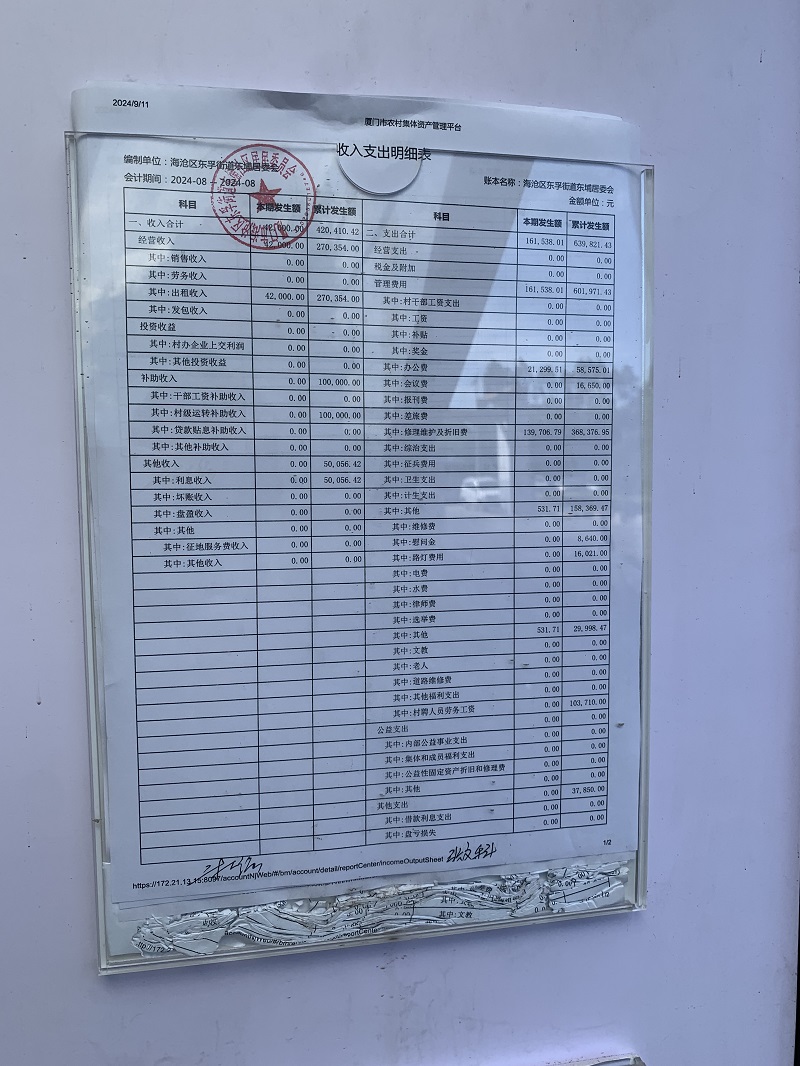 2024/9/11
厦门市农村集体资产管理平台
收入支出明细表
编制单位：海沧区东孚街道东埔居委会
账本名称：海沧区东孚街道东埔居委会
会计期间：2024-08 — 2024-08
金额单位：元
科目 本期发生额 累计发生额
一、收入合计 42,000.00 420,410.42
经营收入 42,000.00 270,354.00
其中:销售收入 0.00 0.00
其中:劳务收入 0.00 0.00
其中:出租收入 42,000.00 270,354.00
其中:发包收入 0.00 0.00
投资收益 0.00 0.00
其中:村办企业上交利润 0.00 0.00
其中:其他投资收益 0.00 0.00
补助收入 0.00 100,000.00
其中:干部工资补助收入 0.00 0.00
其中:村级运转补助收入 0.00 100,000.00
其中:贷款贴息补助收入 0.00 0.00
其中:其他补助收入 0.00 0.00
其他收入 0.00 50,056.42
其中:利息收入 0.00 50,056.42
其中:坏账收入 0.00 0.00
其中:盘盈收入 0.00 0.00
其中:其他 0.00 0.00
其中:征地服务费收入 0.00 0.00
其中:其他收入 0.00 0.00
科目 本期发生额 累计发生额
二、支出合计 161,538.01 639,821.43
经营支出 0.00 0.00
税金及附加 0.00 0.00
管理费用 161,538.01 601,971.43
其中:村干部工资支出 0.00 0.00
其中:工资 0.00 0.00
其中:补贴 0.00 0.00
其中:奖金 0.00 0.00
其中:办公费 21,299.51 58,575.01
其中:会议费 0.00 16,650.00
其中:报刊费 0.00 0.00
其中:差旅费 0.00 0.00
其中:修理维护及折旧费 139,706.79 368,376.95
其中:综治支出 0.00 0.00
其中:征兵费用 0.00 0.00
其中:卫生支出 0.00 0.00
其中:计生支出 0.00 0.00
其中:其他 531.71 158,369.47
其中:维修费 0.00 0.00
其中:慰问金 0.00 8,640.00
其中:路灯费用 0.00 16,021.00
其中:电费 0.00 0.00
其中:水费 0.00 0.00
其中:律师费 0.00 0.00
其中:选举费 0.00 0.00
其中:其他 531.71 29,998.47
其中:文教 0.00 0.00
其中:老人 0.00 0.00
其中:道路维修费 0.00 0.00
其中:其他福利支出 0.00 0.00
其中:村聘人员劳务工资 0.00 103,710.00
公益支出 0.00 0.00
其中:内部公益事业支出 0.00 0.00
其中:集体和成员福利支出 0.00 0.00
其中:公益性固定资产折旧和修理费 0.00 0.00
其中:其他 0.00 0.00
其他支出 0.00 37,850.00
其中:借款利息支出 0.00 0.00
其中:盘亏损失 0.00 0.00
1/2
https://172.21.13.15:8097/accountNjWeb/#/bm/account/detail/reportCenter/incomeOutputSheet
其中:文教